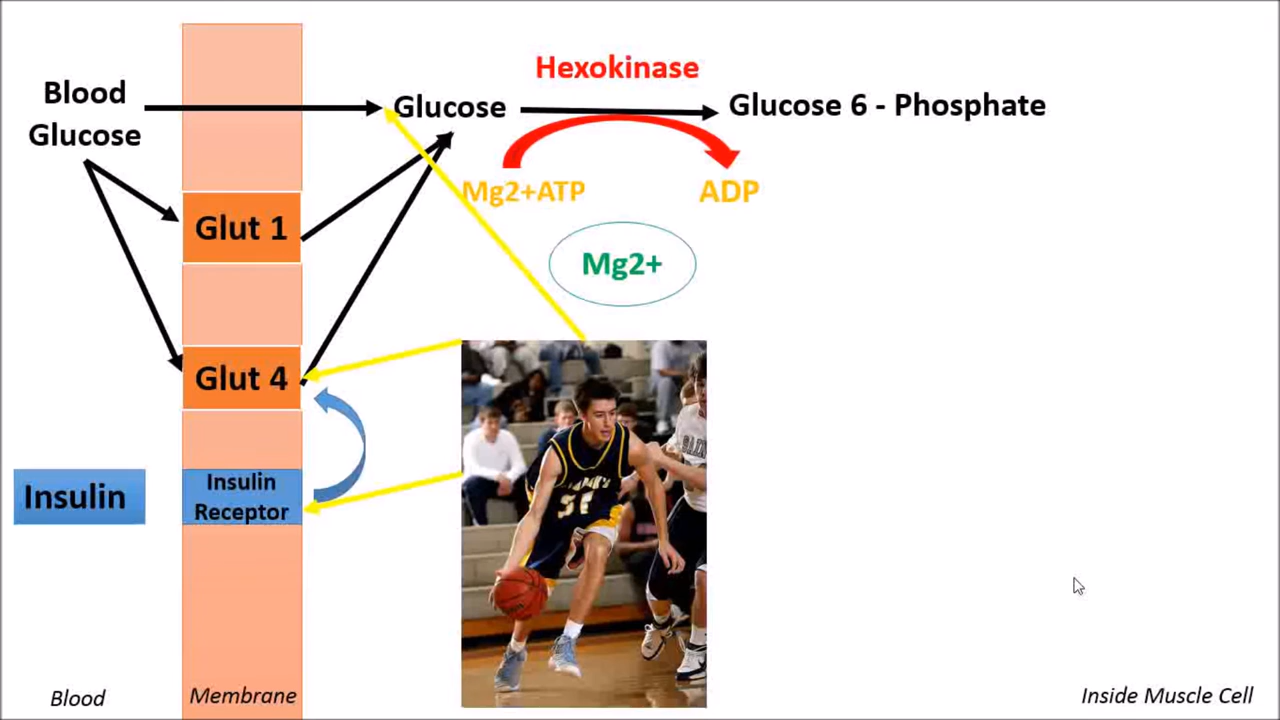 Hexokinase
Blood
Glucose
Glucose
Glucose 6 - Phosphate
Mg2+ATP
ADP
Glut 1
Mg2+
Glut 4
Insulin
Insulin
Receptor
51
Blood
Membrane
Inside Muscle Cell